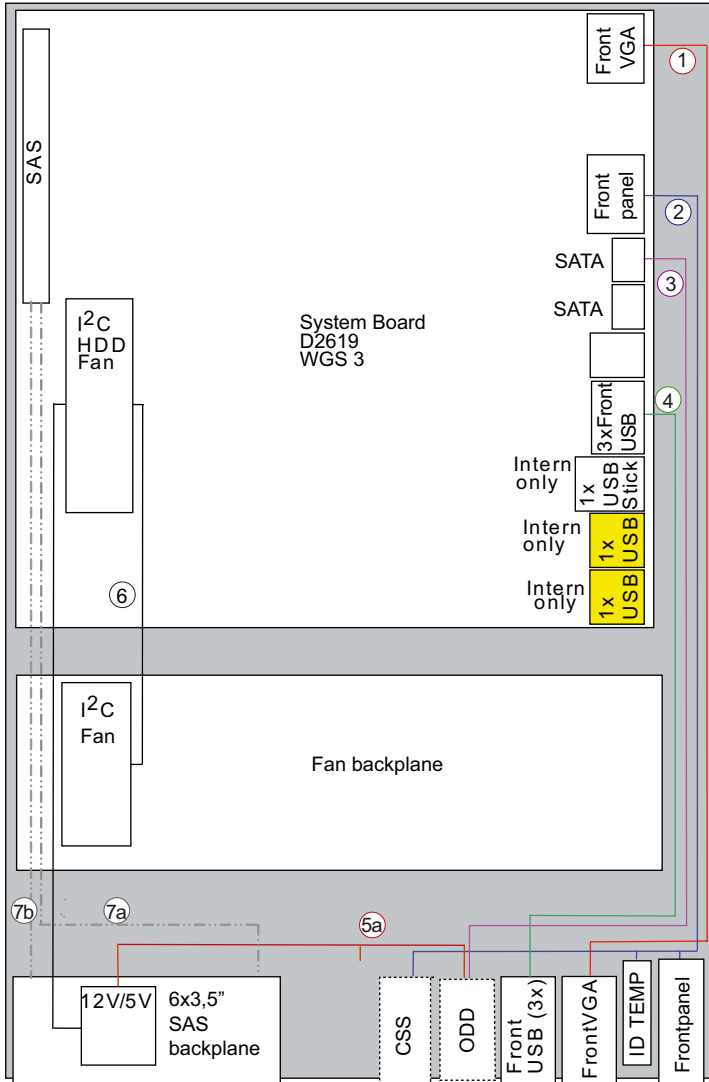 Front
VGA
1
SAS
Front
panel
2
SATA
3
SATA
I2C
HDD
Fan
System Board
D2619
WGS 3
4
3xFront
USB
Intern
only
1x
USB
Stick
Intern
only
1x
USB
Intern
only
1x
USB
6
I2C
Fan
Fan backplane
7b
7a
5a
12V/5V
6x3,5”
SAS
backplane
CSS
ODD
Front
USB (3x)
FrontVGA
ID TEMP
Frontpanel